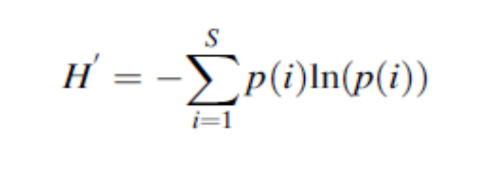 H′ = −∑_{i=1}^{S} p(i)ln(p(i))